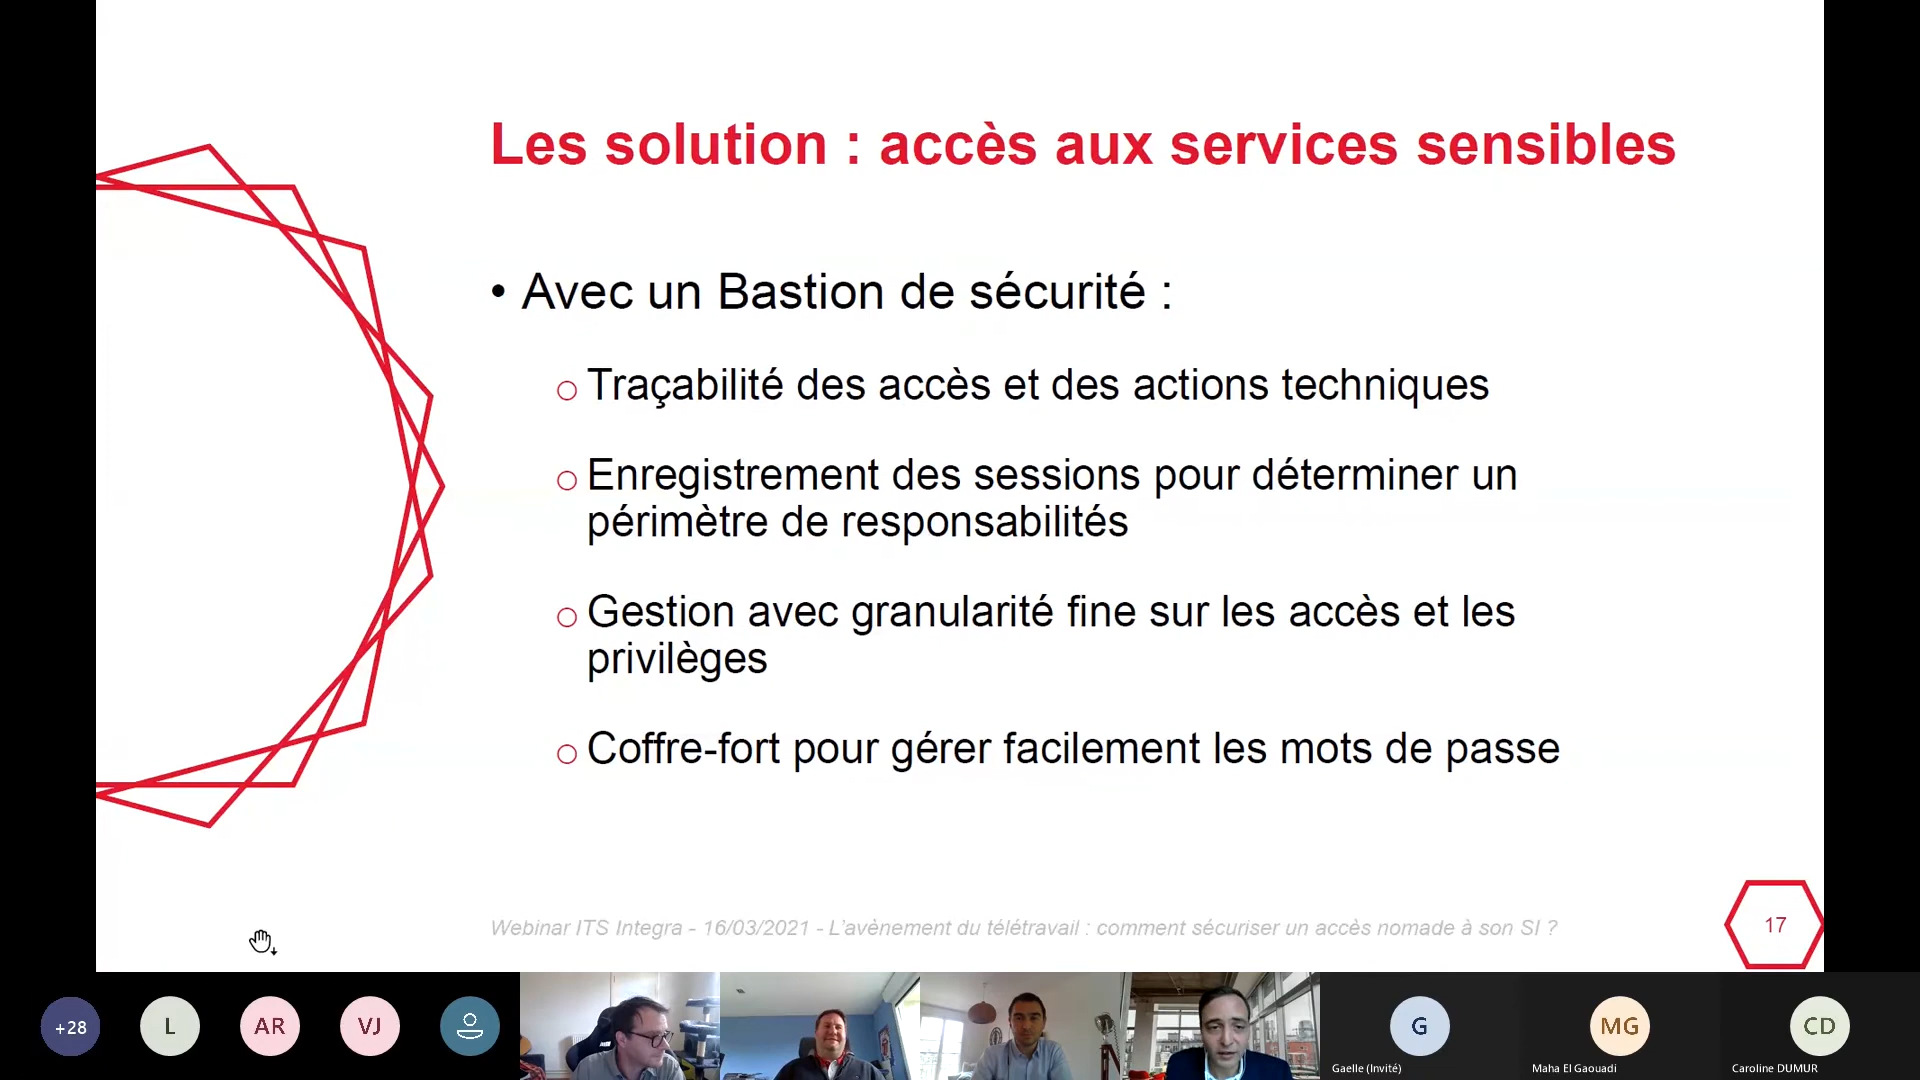 Les solution : accès aux services sensibles
• Avec un Bastion de sécurité :
o Traçabilité des accès et des actions techniques
o Enregistrement des sessions pour déterminer un
périmètre de responsabilités
o Gestion avec granularité fine sur les accès et les
privilèges
o Coffre-fort pour gérer facilement les mots de passe
Webinar ITS Integra - 16/03/2021 - L'avènement du télétravail : comment sécuriser un accès nomade à son SI ?
17
+28
L
AR
VJ
G
MG
CD
Gaelle (Invité)
Maha El Gaouadi
Caroline DUMUR